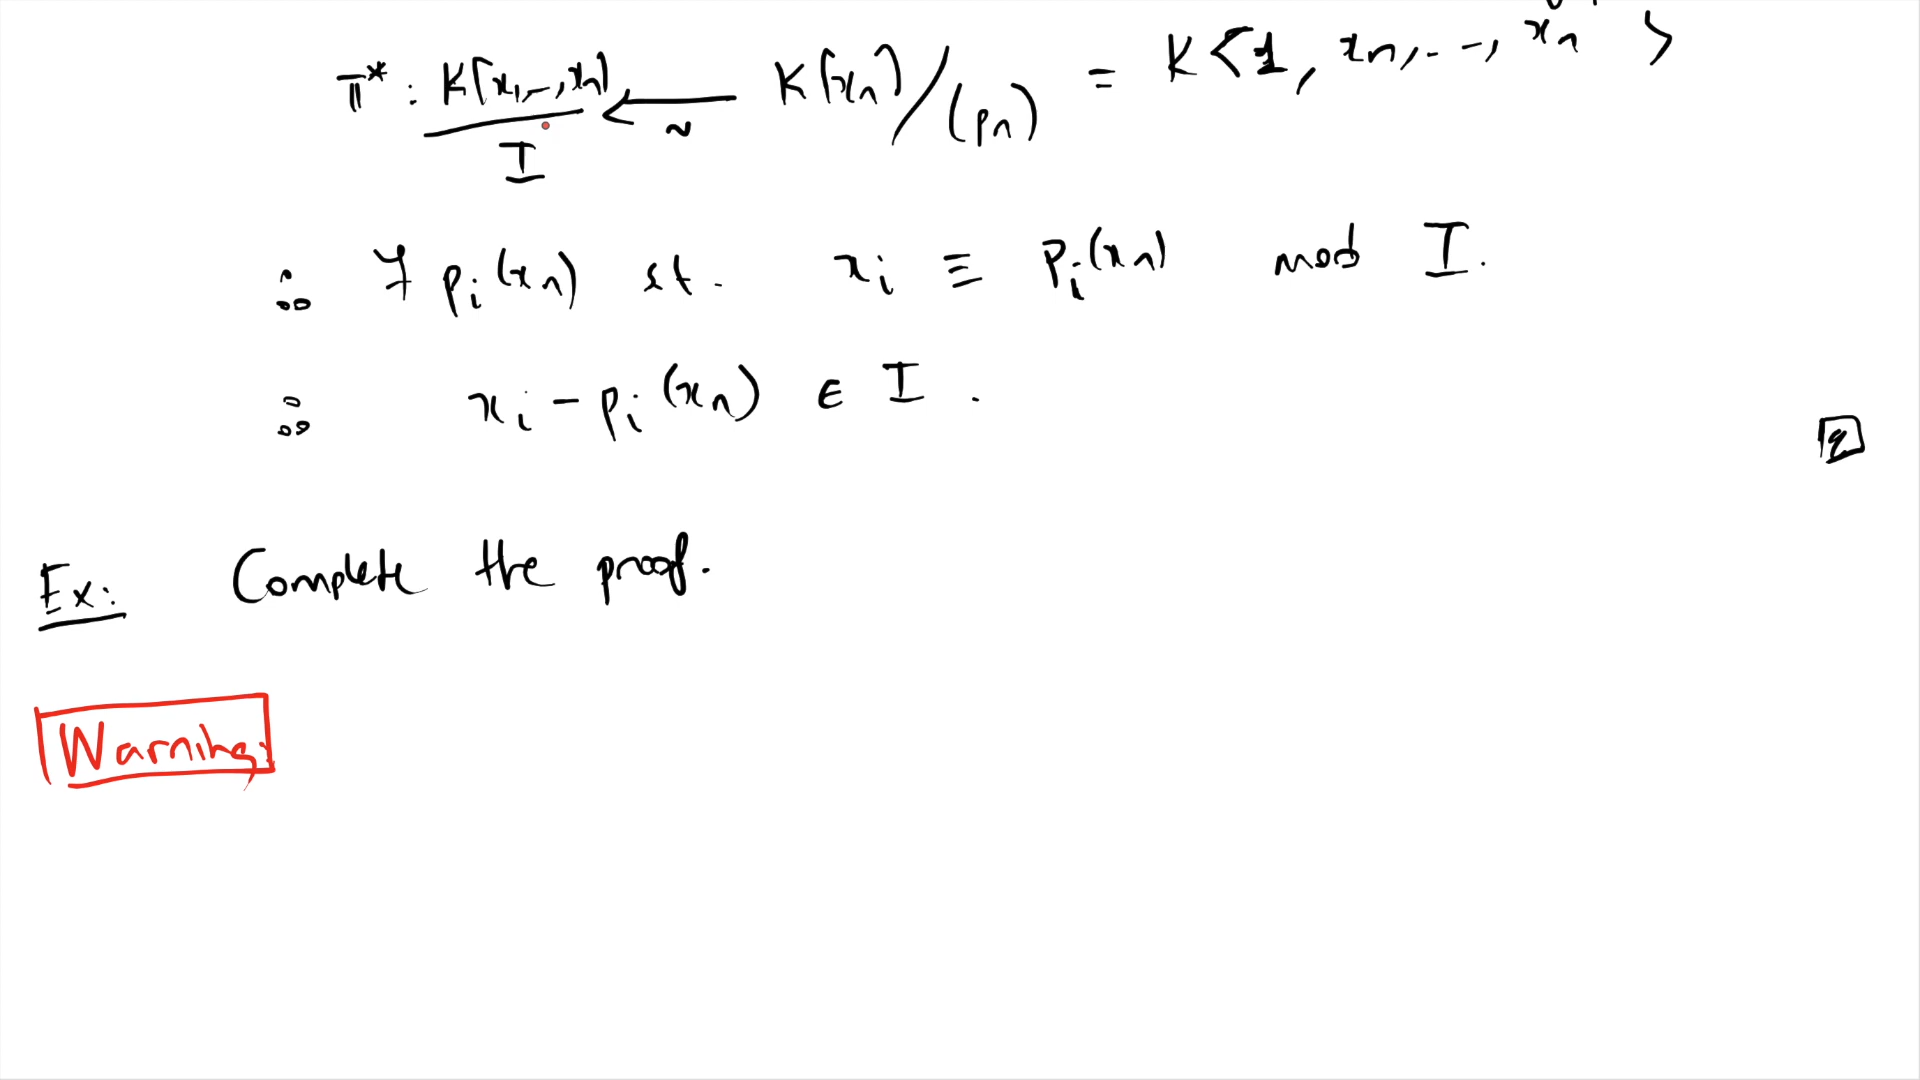 π* : K[x₁,–,xₙ] / I ←~ K[xₙ]/(pₙ) = K<1, xₙ,..–, xₙ >
∴ ∃ pᵢ(xₙ) st. xᵢ ≡ pᵢ(xₙ) mod I.
∴ xᵢ – pᵢ(xₙ) ∈ I.
Ex: Complete the proof.
Warning: